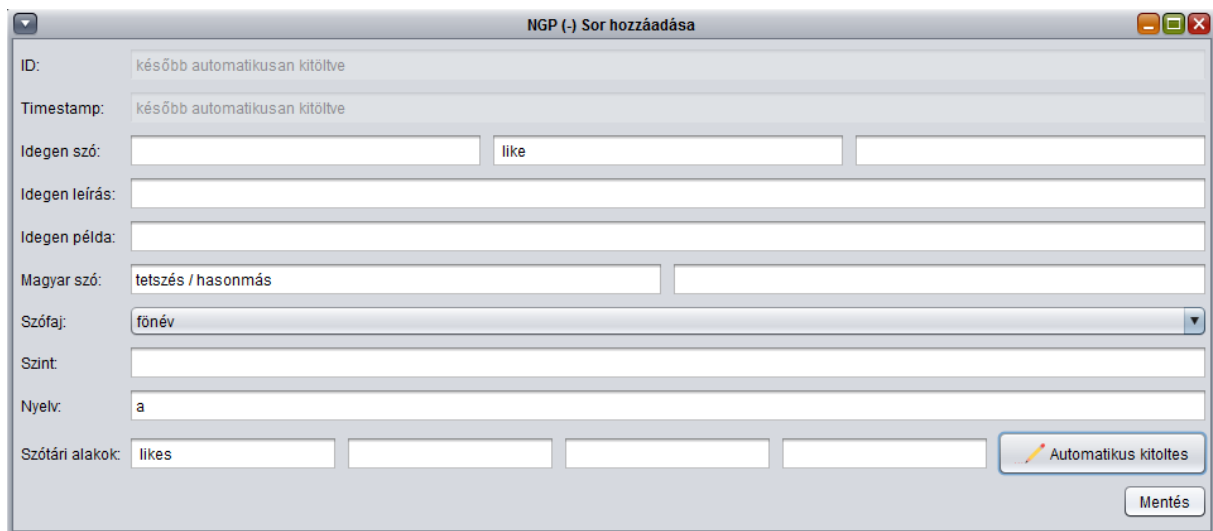 NGP (-) Sor hozzáadása
ID: később automatikusan kitöltve
Timestamp: később automatikusan kitöltve
Idegen szó: like
Idegen leírás:
Idegen példa:
Magyar szó: tetszés / hasonmás
Szófaj: fönév
Szint:
Nyelv: a
Szótári alakok: likes Automatikus kitoltes
Mentés